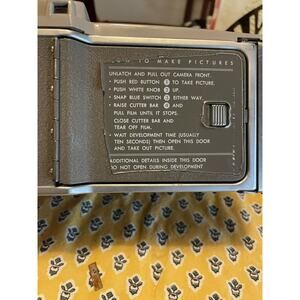 HOW TO MAKE PICTURES
UNLATCH AND PULL OUT CAMERA FRONT.
• PUSH RED BUTTON 1 TO TAKE PICTURE.
• PUSH WHITE KNOB 2 UP.
• SNAP BLUE SWITCH 3 EITHER WAY.
• RAISE CUTTER BAR 4 AND
PULL FILM UNTIL IT STOPS.
CLOSE CUTTER BAR AND
TEAR OFF FILM.
• WAIT DEVELOPMENT TIME (USUALLY
TEN SECONDS) THEN OPEN THIS DOOR
AND TAKE OUT PICTURE.
ADDITIONAL DETAILS INSIDE THIS DOOR
DO NOT OPEN DURING DEVELOPMENT